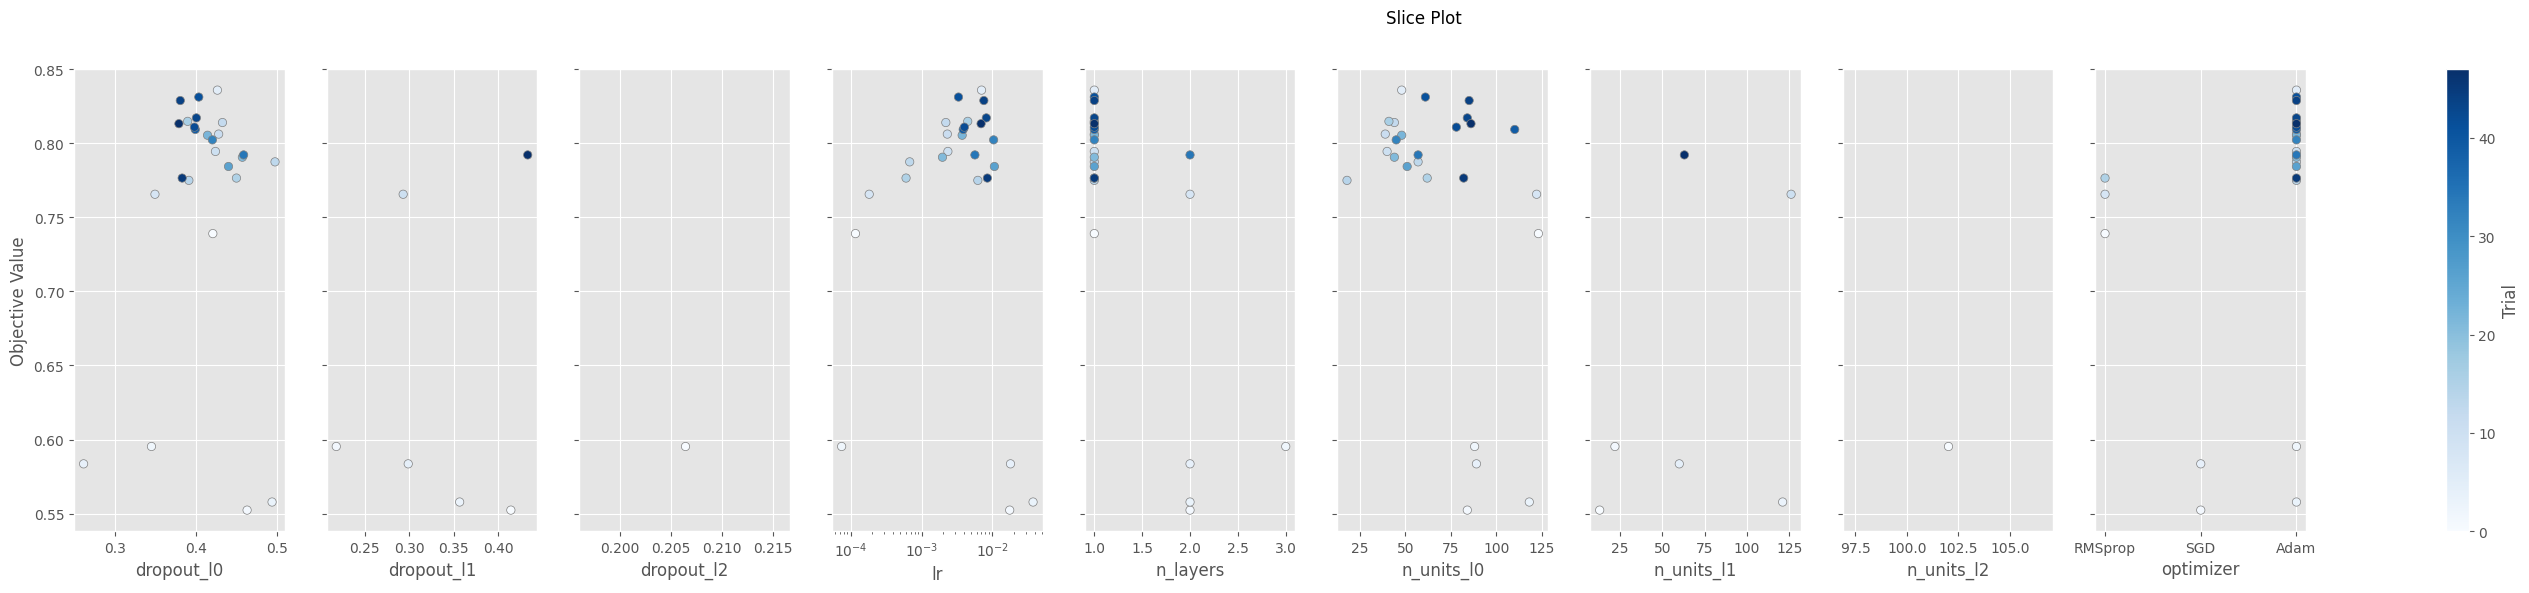 Slice Plot
Objective Value
0.85
0.80
0.75
0.70
0.65
0.60
0.55
0.3 0.4 0.5
dropout_l0
0.25 0.30 0.35 0.40
dropout_l1
0.200 0.205 0.210 0.215
dropout_l2
10⁻⁴ 10⁻³ 10⁻²
lr
1.0 1.5 2.0 2.5 3.0
n_layers
25 50 75 100 125
n_units_l0
25 50 75 100 125
n_units_l1
97.5 100.0 102.5 105.0
n_units_l2
RMSprop SGD Adam
optimizer
40
30
20
10
0
Trial